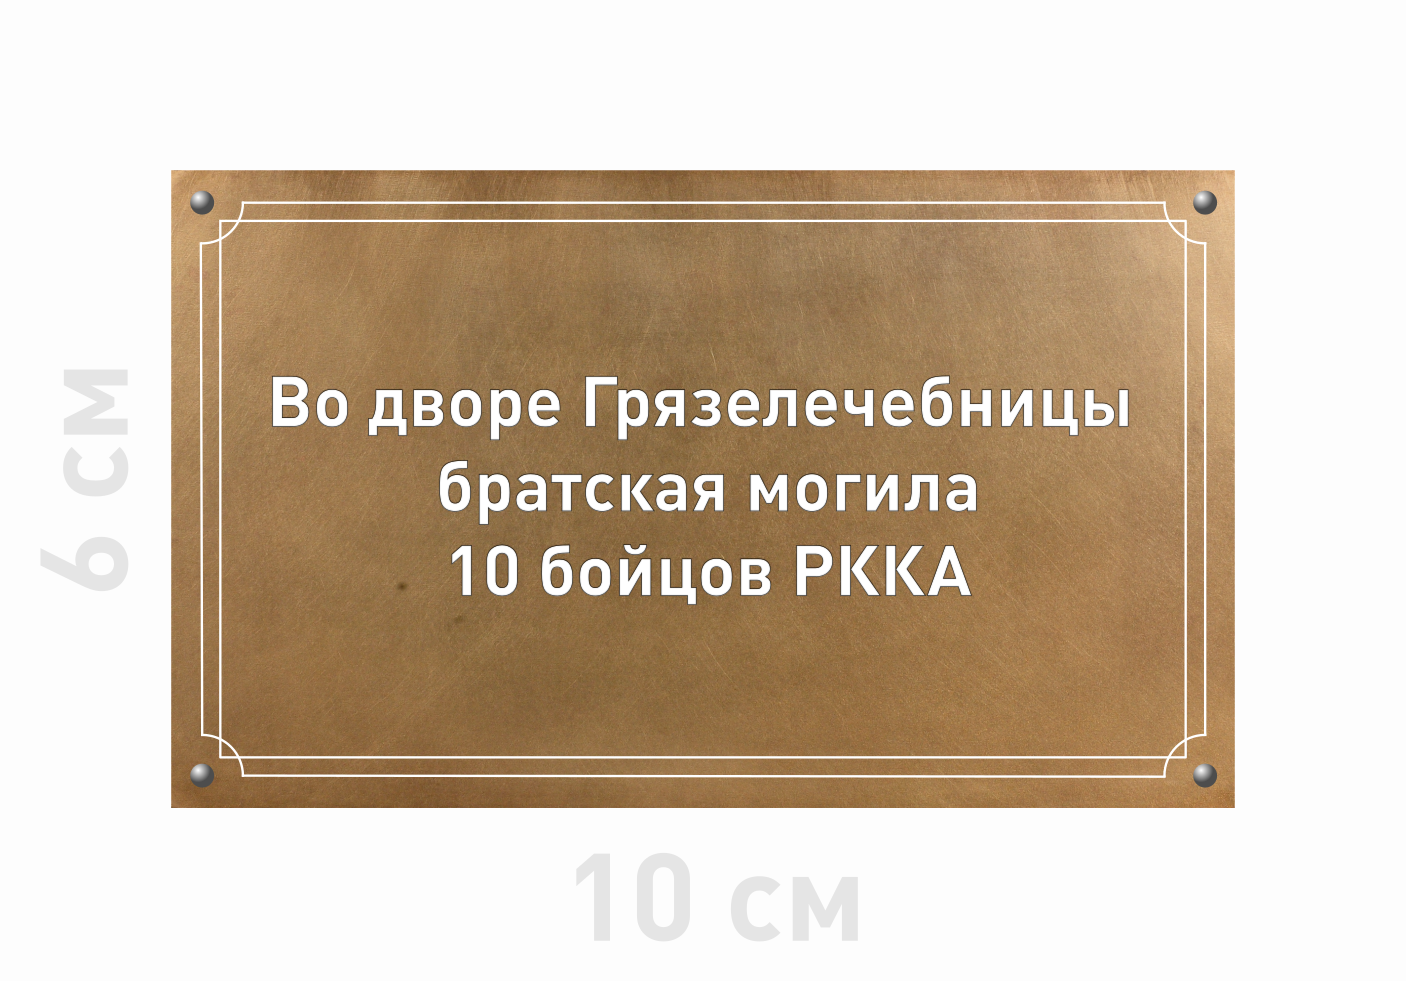 Во дворе Грязелечебницы
братская могила
10 бойцов РККА
6 см
10 см